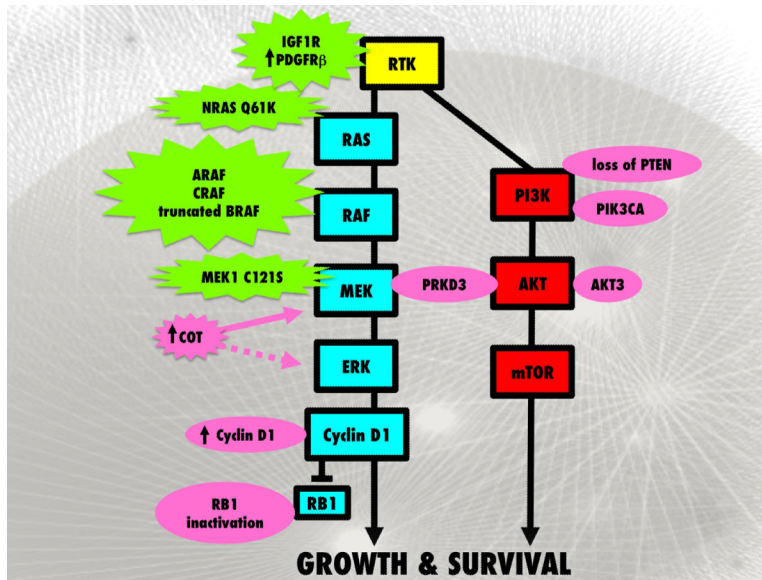 IGF1R
↑PDGFRβ
RTK
NRAS Q61K
RAS
loss of PTEN
ARAF
CRAF
truncated BRAF
RAF
PI3K
PIK3CA
MEK1 C121S
MEK
PRKD3
AKT
AKT3
↑COT
ERK
mTOR
↑ Cyclin D1
Cyclin D1
RB1
inactivation
RB1
GROWTH & SURVIVAL